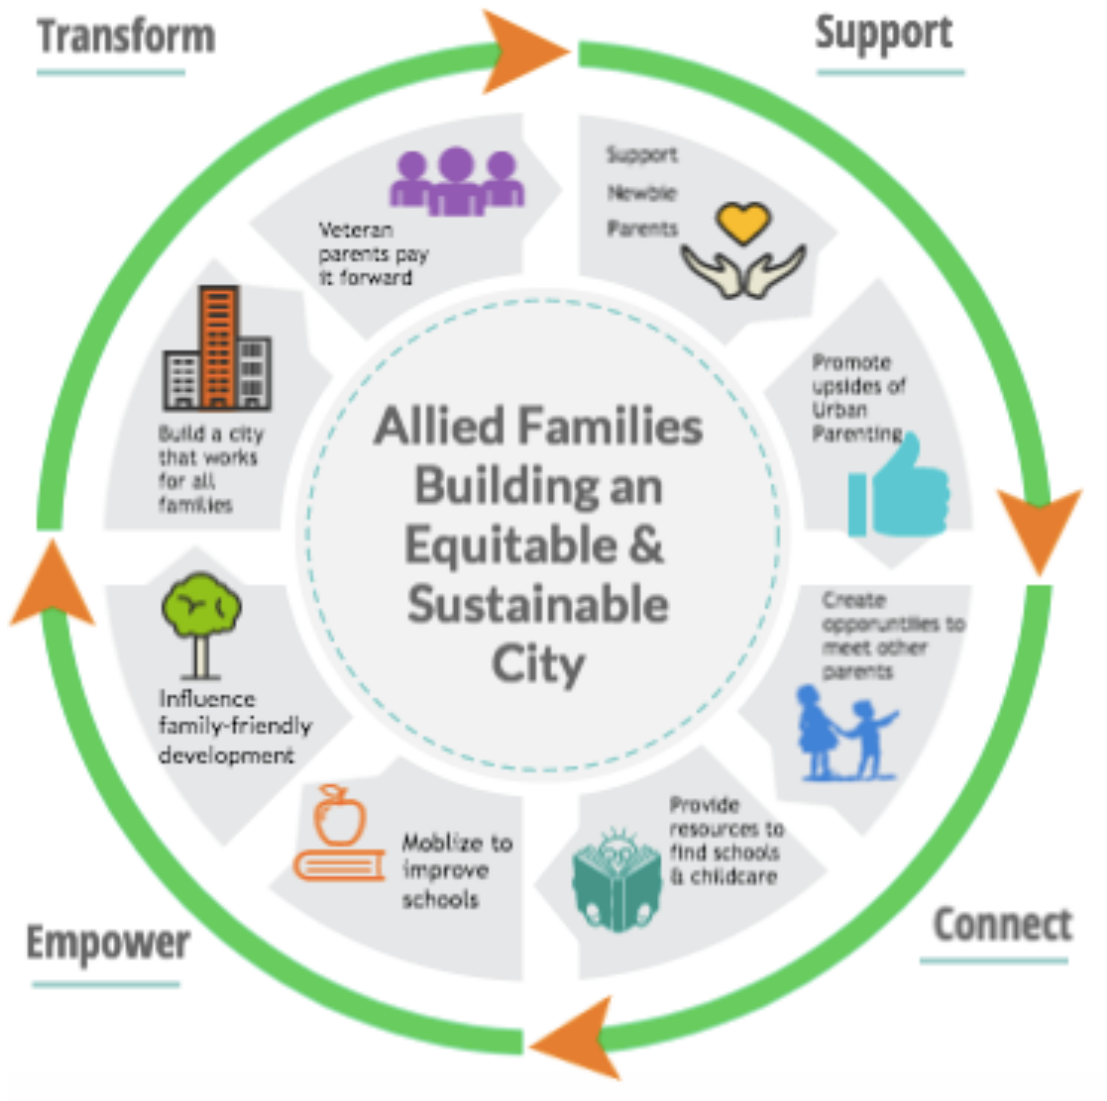 Transform
Support
Support
Newbie
Parents
Veteran
parents pay
it forward
Promote
upsides of
Urban
Parenting
Build a city
that works
for all
families
Allied Families
Building an
Equitable &
Sustainable
City
Create
opporuntiies to
meet other
parents
Influence
family-friendly
development
Provide
resources to
find schools
& childcare
Moblize to
improve
schools
Empower
Connect